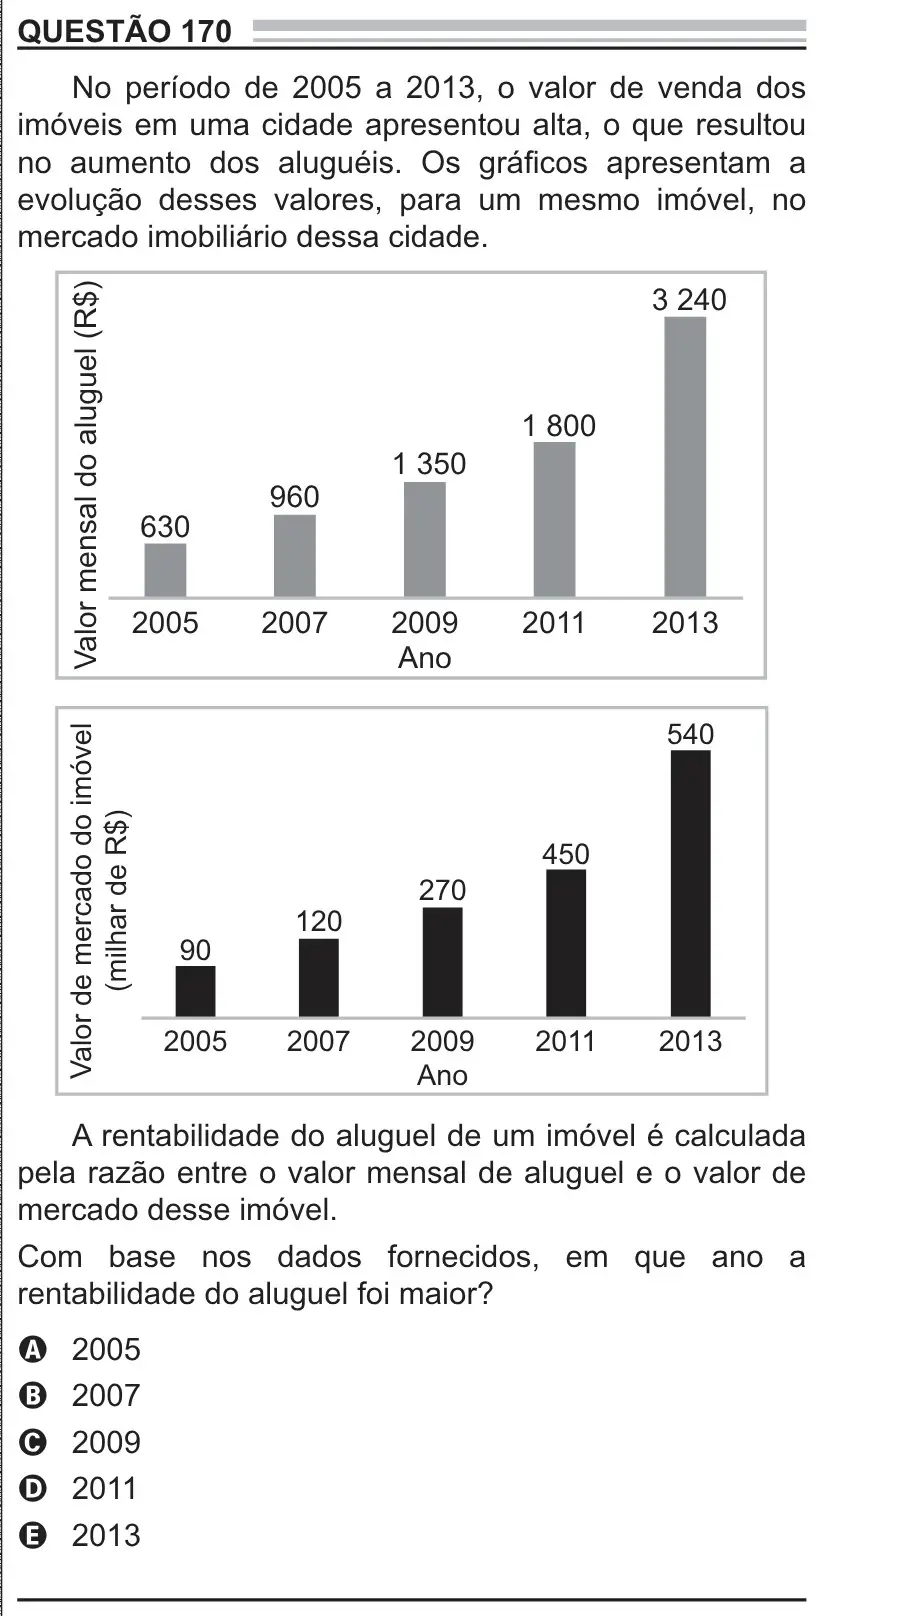 QUESTÃO 170
No período de 2005 a 2013, o valor de venda dos
imóveis em uma cidade apresentou alta, o que resultou
no aumento dos aluguéis. Os gráficos apresentam a
evolução desses valores, para um mesmo imóvel, no
mercado imobiliário dessa cidade.
Valor mensal do aluguel (R$)
630
960
1 350
1 800
3 240
2005 2007 2009 2011 2013
Ano
Valor de mercado do imóvel
(milhar de R$)
90
120
270
450
540
2005 2007 2009 2011 2013
Ano
A rentabilidade do aluguel de um imóvel é calculada
pela razão entre o valor mensal de aluguel e o valor de
mercado desse imóvel.
Com base nos dados fornecidos, em que ano a
rentabilidade do aluguel foi maior?
A 2005
B 2007
C 2009
D 2011
E 2013